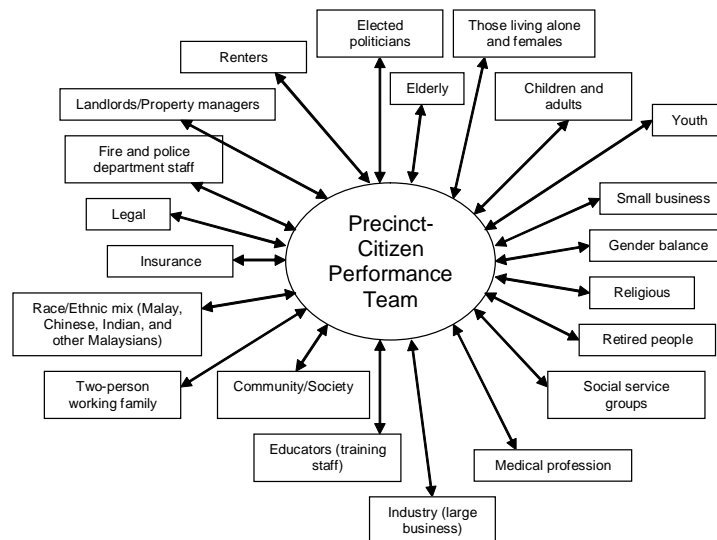 Elected
politicians
Those living alone
and females
Renters
Elderly
Children and
adults
Landlords/Property managers
Youth
Fire and police
department staff
Small business
Legal
Precinct-
Citizen
Performance
Team
Gender balance
Insurance
Religious
Race/Ethnic mix (Malay,
Chinese, Indian, and
other Malaysians)
Retired people
Two-person
working family
Community/Society
Social service
groups
Educators (training
staff)
Medical profession
Industry (large
business)